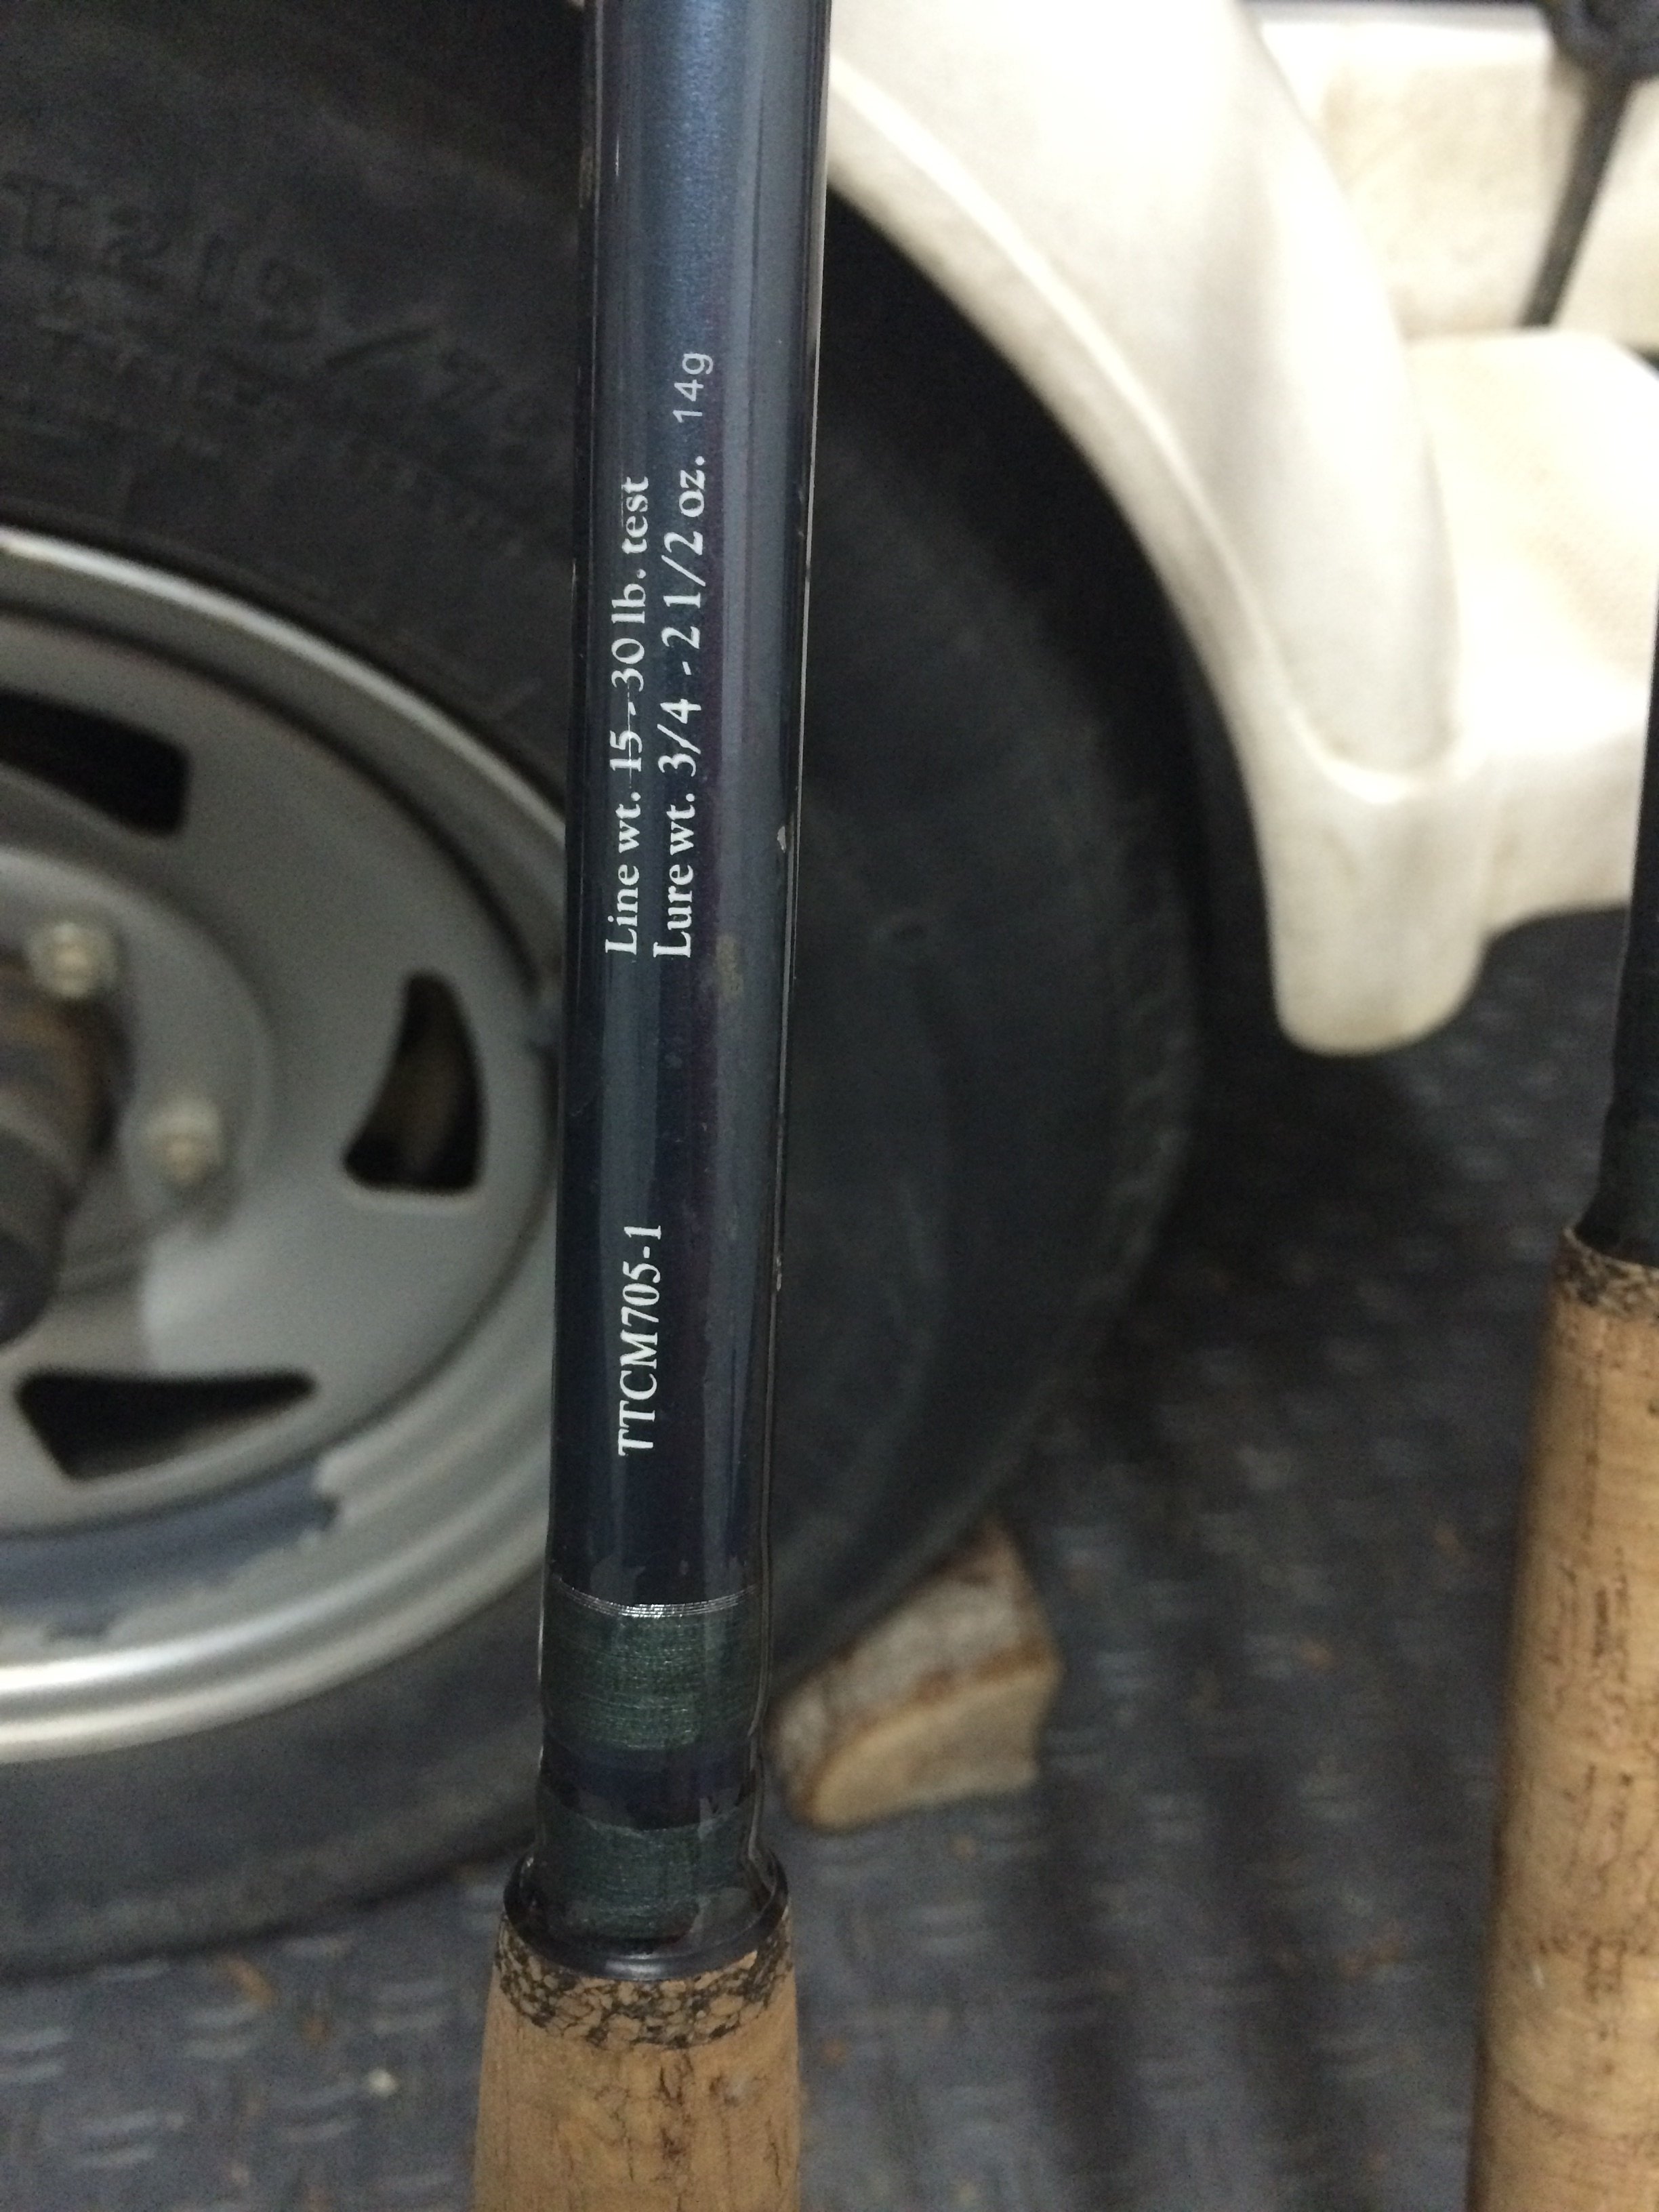 Line wt. 15 - 30 lb. test
Lure wt. 3/4 - 2 1/2 oz. 14g
TTCM705-1